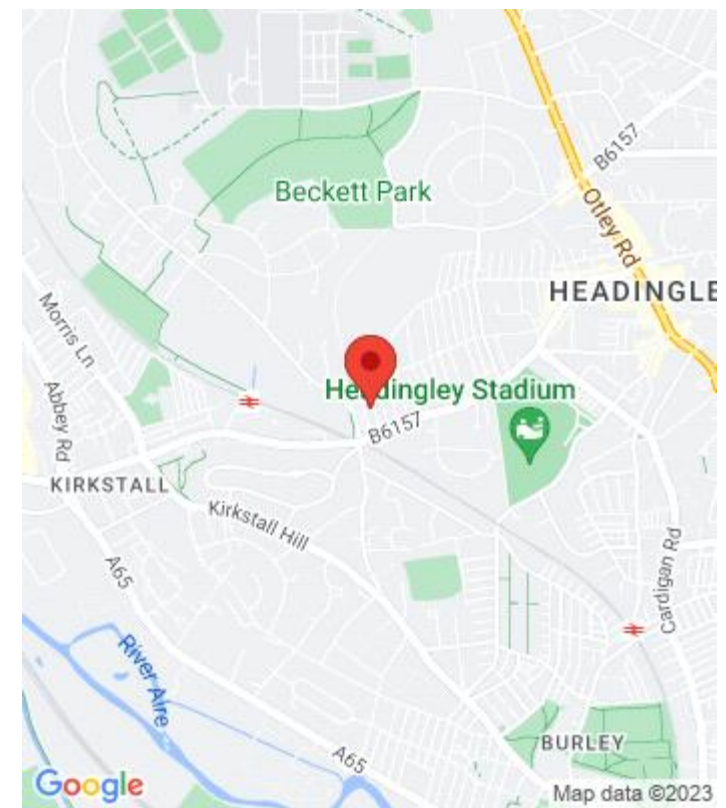 B6157
Beckett Park
Otley Rd
HEADINGLE
Morris Ln
Headingley Stadium
Abbey Rd
B6157
KIRKSTALL
Kirkstall Hill
A65
Cardigan Rd
River Aire
BURLEY
A65
Google
Map data ©2023